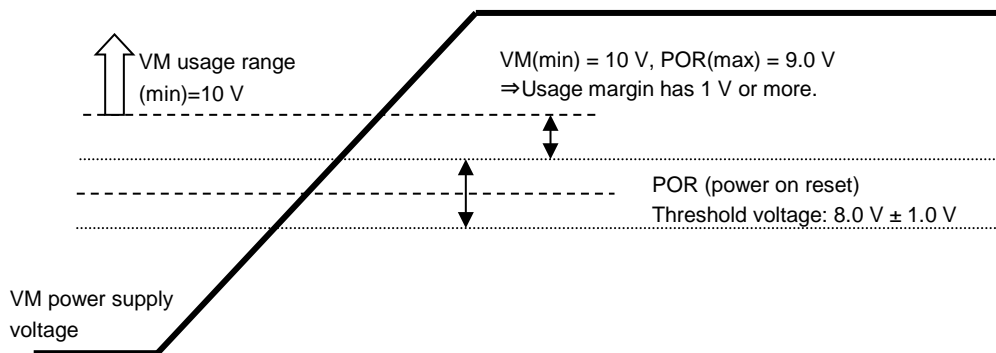 VM usage range
(min)=10 V
VM(min) = 10 V, POR(max) = 9.0 V
⇒Usage margin has 1 V or more.
POR (power on reset)
Threshold voltage: 8.0 V ± 1.0 V
VM power supply
voltage